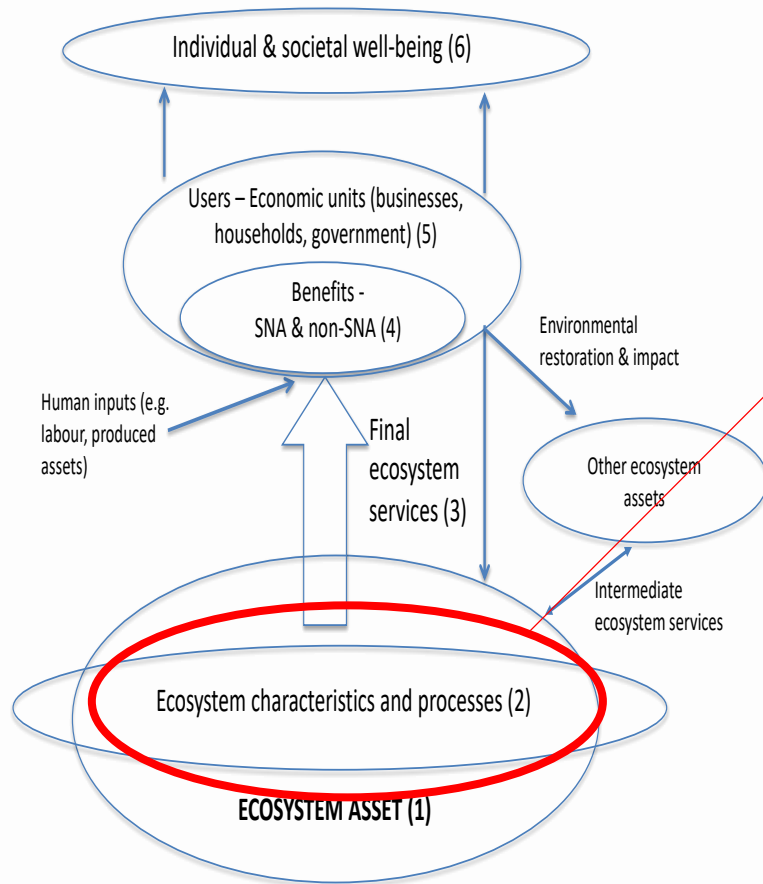 Individual & societal well-being (6)
Users – Economic units (businesses,
households, government) (5)
Benefits -
SNA & non-SNA (4)
Environmental
restoration & impact
Human inputs (e.g.
labour, produced
assets)
Final
ecosystem
services (3)
Other ecosystem
assets
Intermediate
ecosystem services
Ecosystem characteristics and processes (2)
ECOSYSTEM ASSET (1)